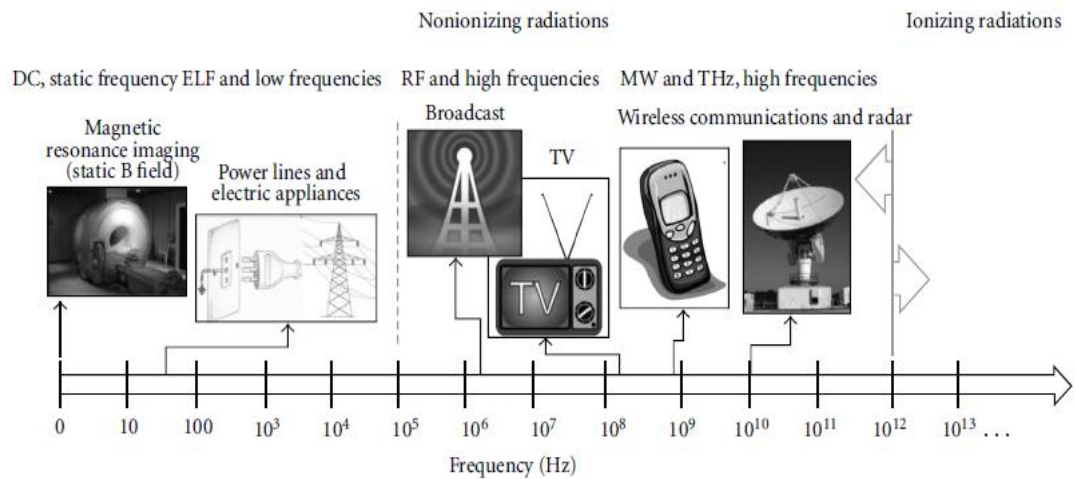 Nonionizing radiations
Ionizing radiations
DC, static frequency ELF and low frequencies
RF and high frequencies
MW and THz, high frequencies
Magnetic
resonance imaging
(static B field)
Power lines and
electric appliances
Broadcast
TV
TV
Wireless communications and radar
0
10
100
10³
10⁴
10⁵
10⁶
10⁷
10⁸
10⁹
10¹⁰
10¹¹
10¹²
10¹³ . . .
Frequency (Hz)